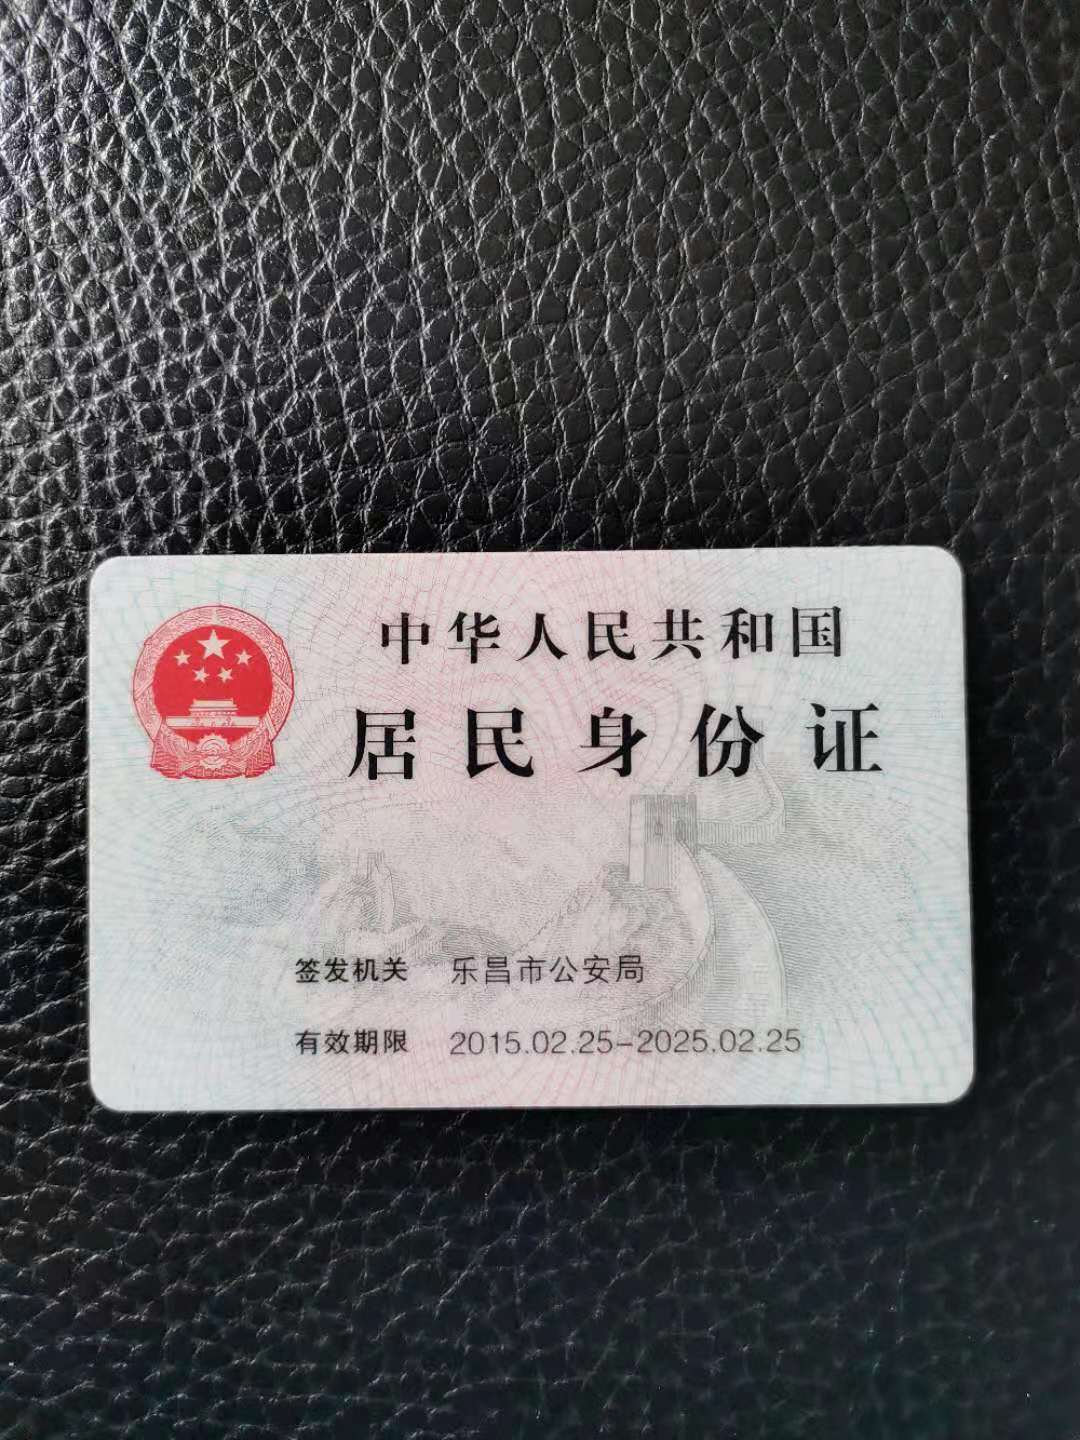 中华人民共和国
居民身份证
签发机关 乐昌市公安局
有效期限 2015.02.25-2025.02.25